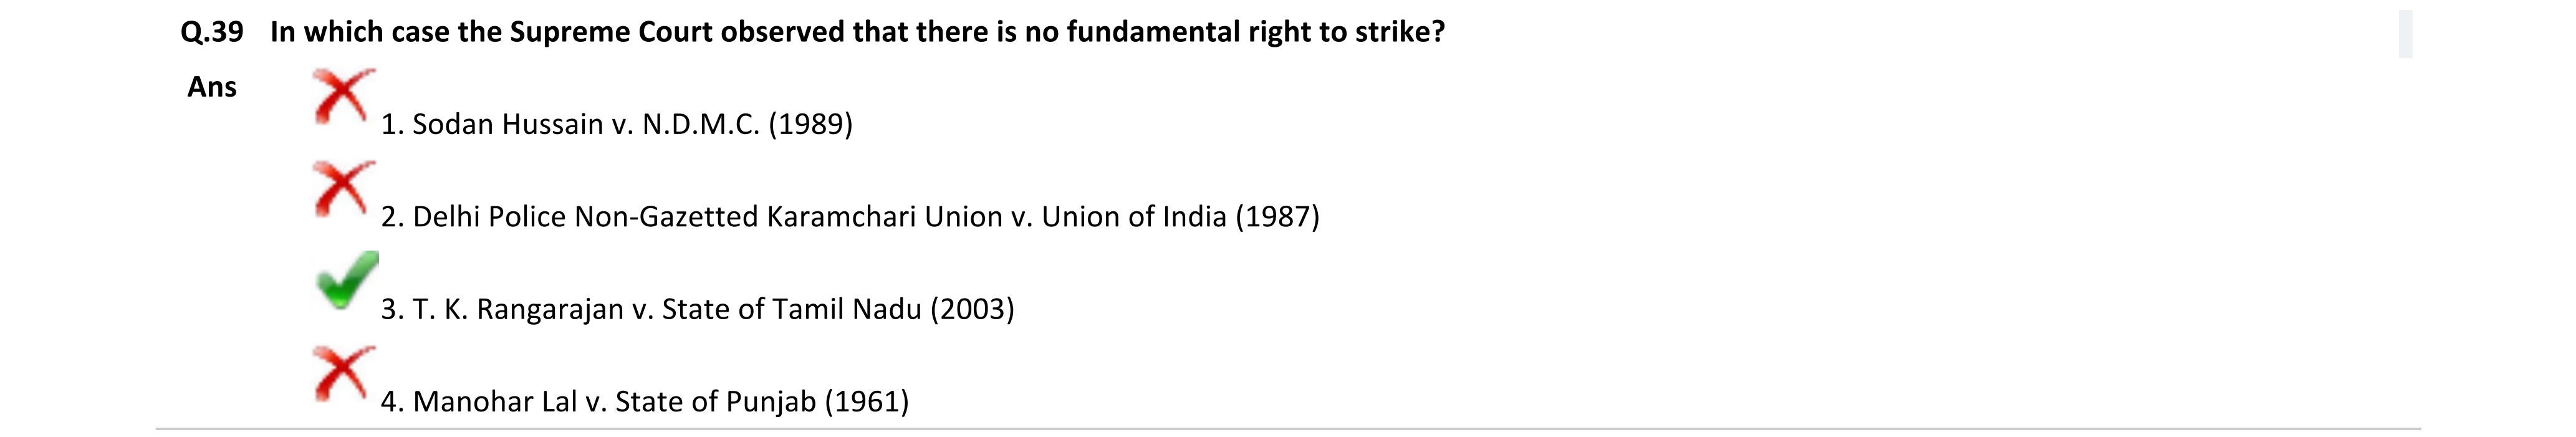 Q.39 In which case the Supreme Court observed that there is no fundamental right to strike?
Ans
1. Sodan Hussain v. N.D.M.C. (1989)
2. Delhi Police Non-Gazetted Karamchari Union v. Union of India (1987)
3. T. K. Rangarajan v. State of Tamil Nadu (2003)
4. Manohar Lal v. State of Punjab (1961)